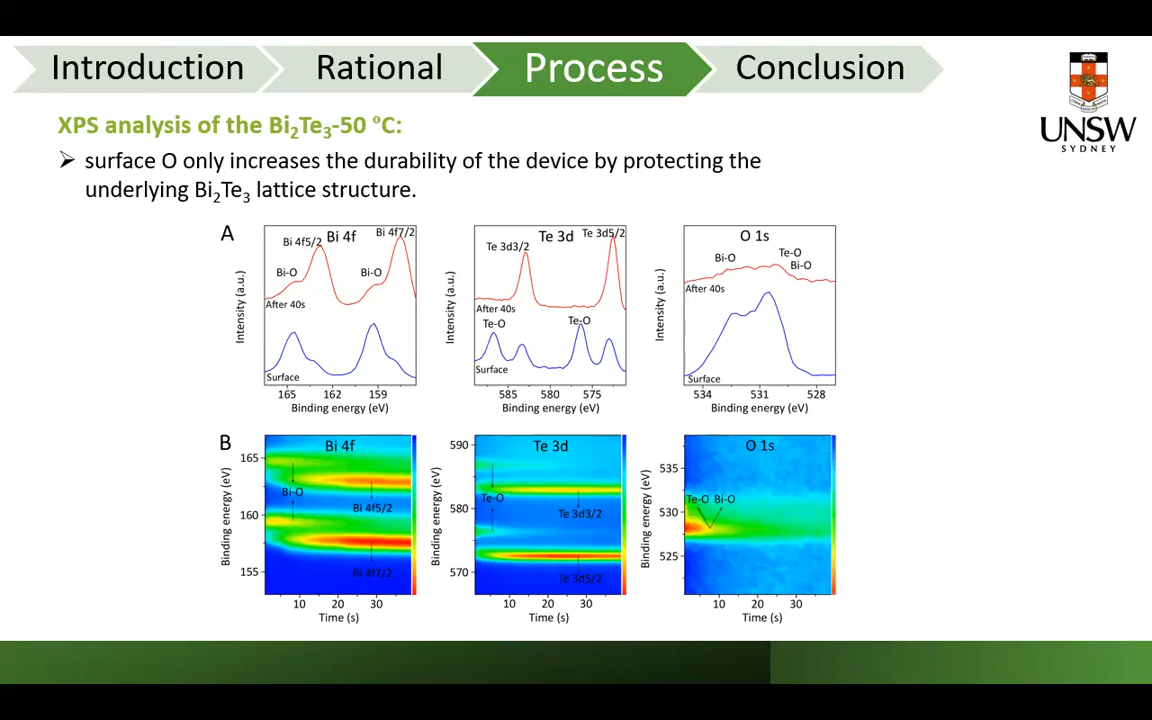 Introduction
Rational
Process
Conclusion
UNSW
SYDNEY
XPS analysis of the Bi₂Te₃-50 °C:
➢ surface O only increases the durability of the device by protecting the
underlying Bi₂Te₃ lattice structure.
A
Bi 4f
Bi 4f5/2
Bi 4f7/2
Bi-O
Bi-O
After 40s
Surface
165
162
159
Binding energy (eV)
Intensity (a.u.)
Te 3d
Te 3d3/2
Te 3d5/2
After 40s
Te-O
Te-O
Surface
585
580
575
Binding energy (eV)
Intensity (a.u.)
O 1s
Bi-O
Te-O
Bi-O
After 40s
Surface
534
531
528
Binding energy (eV)
Intensity (a.u.)
B
Bi 4f
Bi-O
Bi 4f5/2
Bi 4f7/2
165
160
155
10
20
30
Time (s)
Binding energy (eV)
Te 3d
Te-O
Te 3d3/2
Te 3d5/2
590
580
570
10
20
30
Time (s)
Binding energy (eV)
O 1s
Te-O
Bi-O
535
530
525
10
20
30
Time (s)
Binding energy (eV)